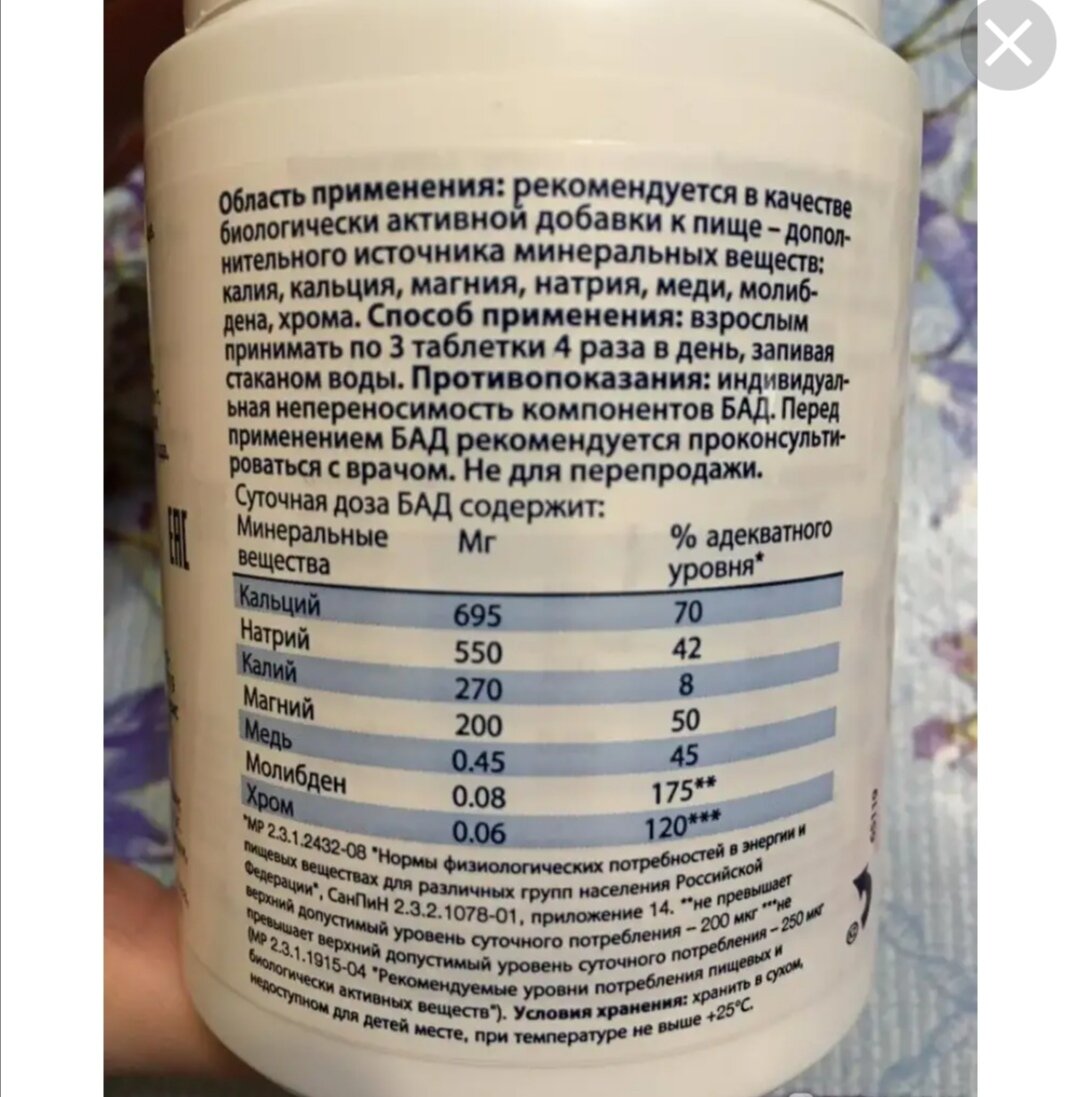 Область применения: рекомендуется в качестве
биологически активной добавки к пище – допол-
нительного источника минеральных веществ:
калия, кальция, магния, натрия, меди, молиб-
дена, хрома. Способ применения: взрослым
принимать по 3 таблетки 4 раза в день, запивая
стаканом воды. Противопоказания: индивидуал-
ьная непереносимость компонентов БАД. Перед
применением БАД рекомендуется проконсульти-
роваться с врачом. Не для перепродажи.
Суточная доза БАД содержит:
Минеральные вещества Мг % адекватного уровня*
Кальций 695 70
Натрий 550 42
Калий 270 8
Магний 200 50
Медь 0.45 45
Молибден 0.08 175**
Хром 0.06 120***
*МР 2.3.1.2432-08 "Нормы физиологических потребностей в энергии и
пищевых веществах для различных групп населения Российской
Федерации", СанПиН 2.3.2.1078-01, приложение 14. **не превышает
верхний допустимый уровень суточного потребления – 200 мкг ***не
превышает верхний допустимый уровень суточного потребления – 250 мкг
(МР 2.3.1.1915-04 "Рекомендуемые уровни потребления пищевых и
биологически активных веществ"). Условия хранения: хранить в сухом,
недоступном для детей месте, при температуре не выше +25°C.
EAC